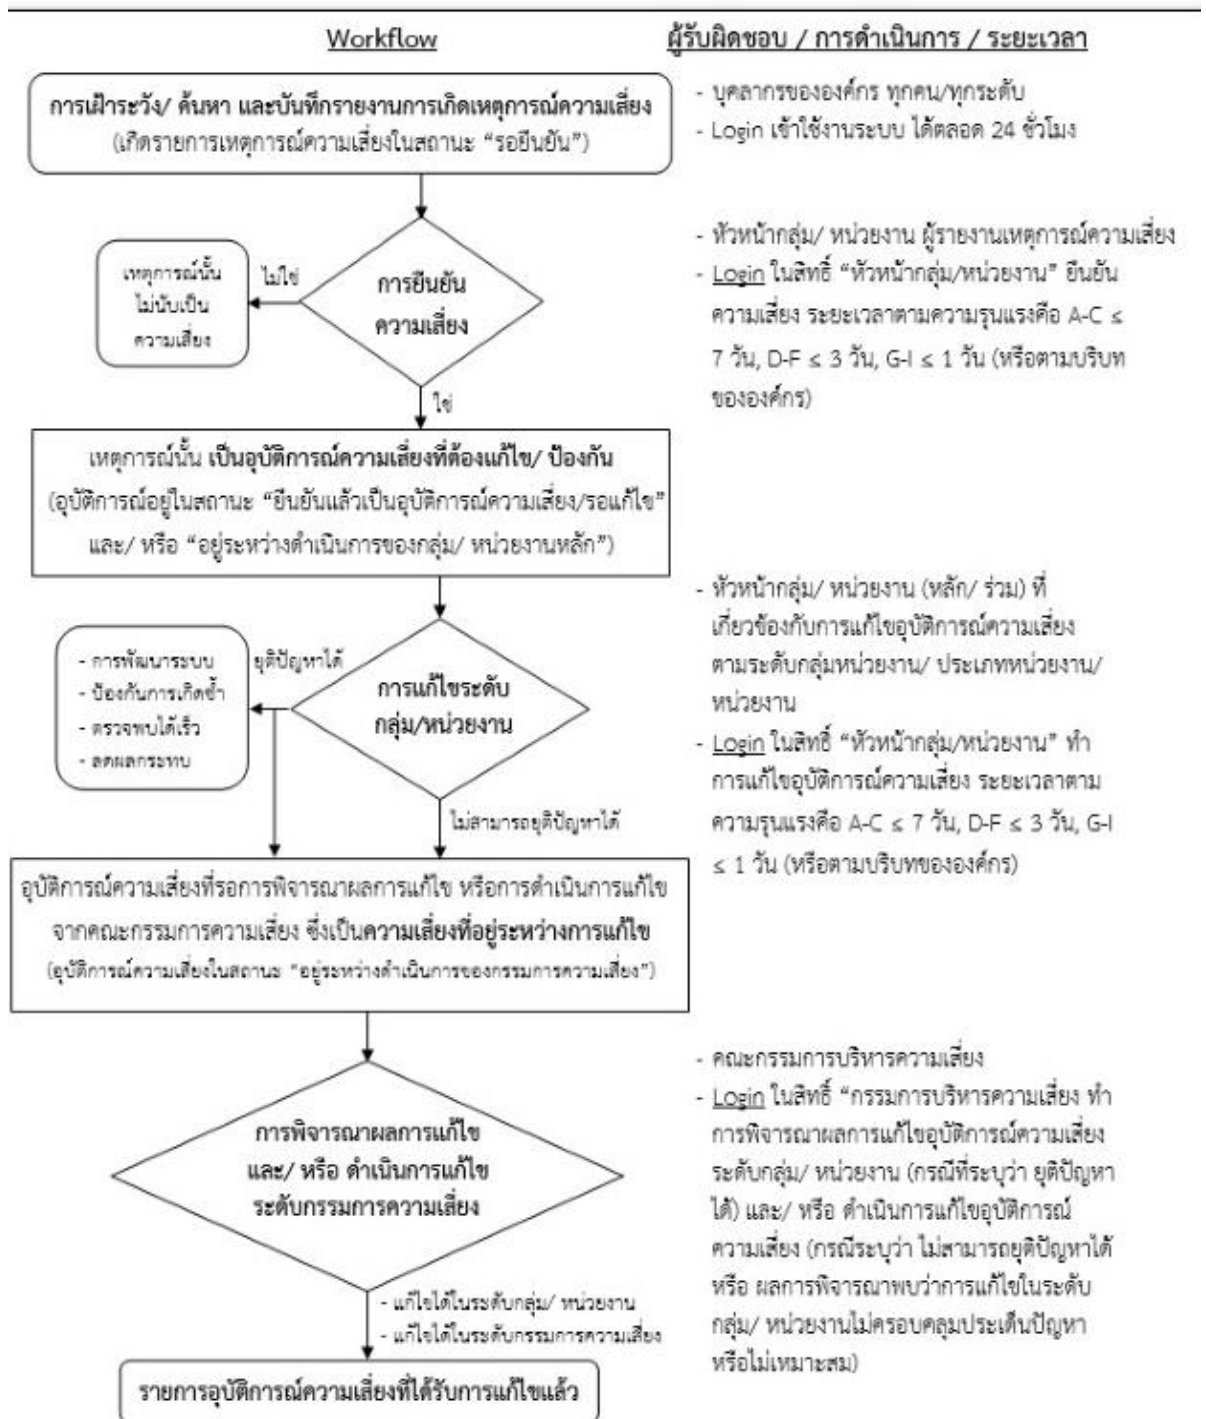 Workflow
ผู้รับผิดชอบ / การดำเนินการ / ระยะเวลา
การเฝ้าระวัง/ ค้นหา และบันทึกรายงานการเกิดเหตุการณ์ความเสี่ยง
(เกิดรายการเหตุการณ์ความเสี่ยงในสถานะ “รอยืนยัน”)
- บุคลากรขององค์กร ทุกคน/ทุกระดับ
- Login เข้าใช้งานระบบ ได้ตลอด 24 ชั่วโมง
การยืนยัน
ความเสี่ยง
ไม่ใช่
เหตุการณ์นั้น
ไม่นับเป็น
ความเสี่ยง
ใช่
- หัวหน้ากลุ่ม/ หน่วยงาน ผู้รายงานเหตุการณ์ความเสี่ยง
- Login ในสิทธิ์ “หัวหน้ากลุ่ม/หน่วยงาน” ยืนยัน
ความเสี่ยง ระยะเวลาตามความรุนแรงคือ A-C ≤
7 วัน, D-F ≤ 3 วัน, G-I ≤ 1 วัน (หรือตามบริบท
ขององค์กร)
เหตุการณ์นั้น เป็นอุบัติการณ์ความเสี่ยงที่ต้องแก้ไข/ ป้องกัน
(อุบัติการณ์อยู่ในสถานะ “ยืนยันแล้วเป็นอุบัติการณ์ความเสี่ยง/รอแก้ไข”
และ/ หรือ “อยู่ระหว่างดำเนินการของกลุ่ม/ หน่วยงานหลัก”)
การแก้ไขระดับ
กลุ่ม/หน่วยงาน
ยุติปัญหาได้
- การพัฒนาระบบ
- ป้องกันการเกิดซ้ำ
- ตรวจพบได้เร็ว
- ลดผลกระทบ
ไม่สามารถยุติปัญหาได้
- หัวหน้ากลุ่ม/ หน่วยงาน (หลัก/ ร่วม) ที่
เกี่ยวข้องกับการแก้ไขอุบัติการณ์ความเสี่ยง
ตามระดับกลุ่มหน่วยงาน/ ประเภทหน่วยงาน/
หน่วยงาน
- Login ในสิทธิ์ “หัวหน้ากลุ่ม/หน่วยงาน” ทำ
การแก้ไขอุบัติการณ์ความเสี่ยง ระยะเวลาตาม
ความรุนแรงคือ A-C ≤ 7 วัน, D-F ≤ 3 วัน, G-I
≤ 1 วัน (หรือตามบริบทขององค์กร)
อุบัติการณ์ความเสี่ยงที่รอการพิจารณาผลการแก้ไข หรือการดำเนินการแก้ไข
จากคณะกรรมการความเสี่ยง ซึ่งเป็นความเสี่ยงที่อยู่ระหว่างการแก้ไข
(อุบัติการณ์ความเสี่ยงในสถานะ “อยู่ระหว่างดำเนินการของกรรมการความเสี่ยง”)
การพิจารณาผลการแก้ไข
และ/ หรือ ดำเนินการแก้ไข
ระดับกรรมการความเสี่ยง
- คณะกรรมการบริหารความเสี่ยง
- Login ในสิทธิ์ “กรรมการบริหารความเสี่ยง ทำ
การพิจารณาผลการแก้ไขอุบัติการณ์ความเสี่ยง
ระดับกลุ่ม/ หน่วยงาน (กรณีที่ระบุว่า ยุติปัญหา
ได้) และ/ หรือ ดำเนินการแก้ไขอุบัติการณ์
ความเสี่ยง (กรณีระบุว่า ไม่สามารถยุติปัญหาได้
หรือ ผลการพิจารณาพบว่าการแก้ไขในระดับ
กลุ่ม/ หน่วยงานไม่ครอบคลุมประเด็นปัญหา
หรือไม่เหมาะสม)
- แก้ไขได้ในระดับกลุ่ม/ หน่วยงาน
- แก้ไขได้ในระดับกรรมการความเสี่ยง
รายการอุบัติการณ์ความเสี่ยงที่ได้รับการแก้ไขแล้ว